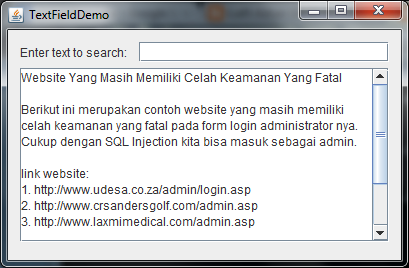 TextFieldDemo
Enter text to search:
Website Yang Masih Memiliki Celah Keamanan Yang Fatal
Berikut ini merupakan contoh website yang masih memiliki
celah keamanan yang fatal pada form login administrator nya.
Cukup dengan SQL Injection kita bisa masuk sebagai admin.
link website:
1. http://www.udesa.co.za/admin/login.asp
2. http://www.crsandersgolf.com/admin.asp
3. http://www.laxmimedical.com/admin.asp